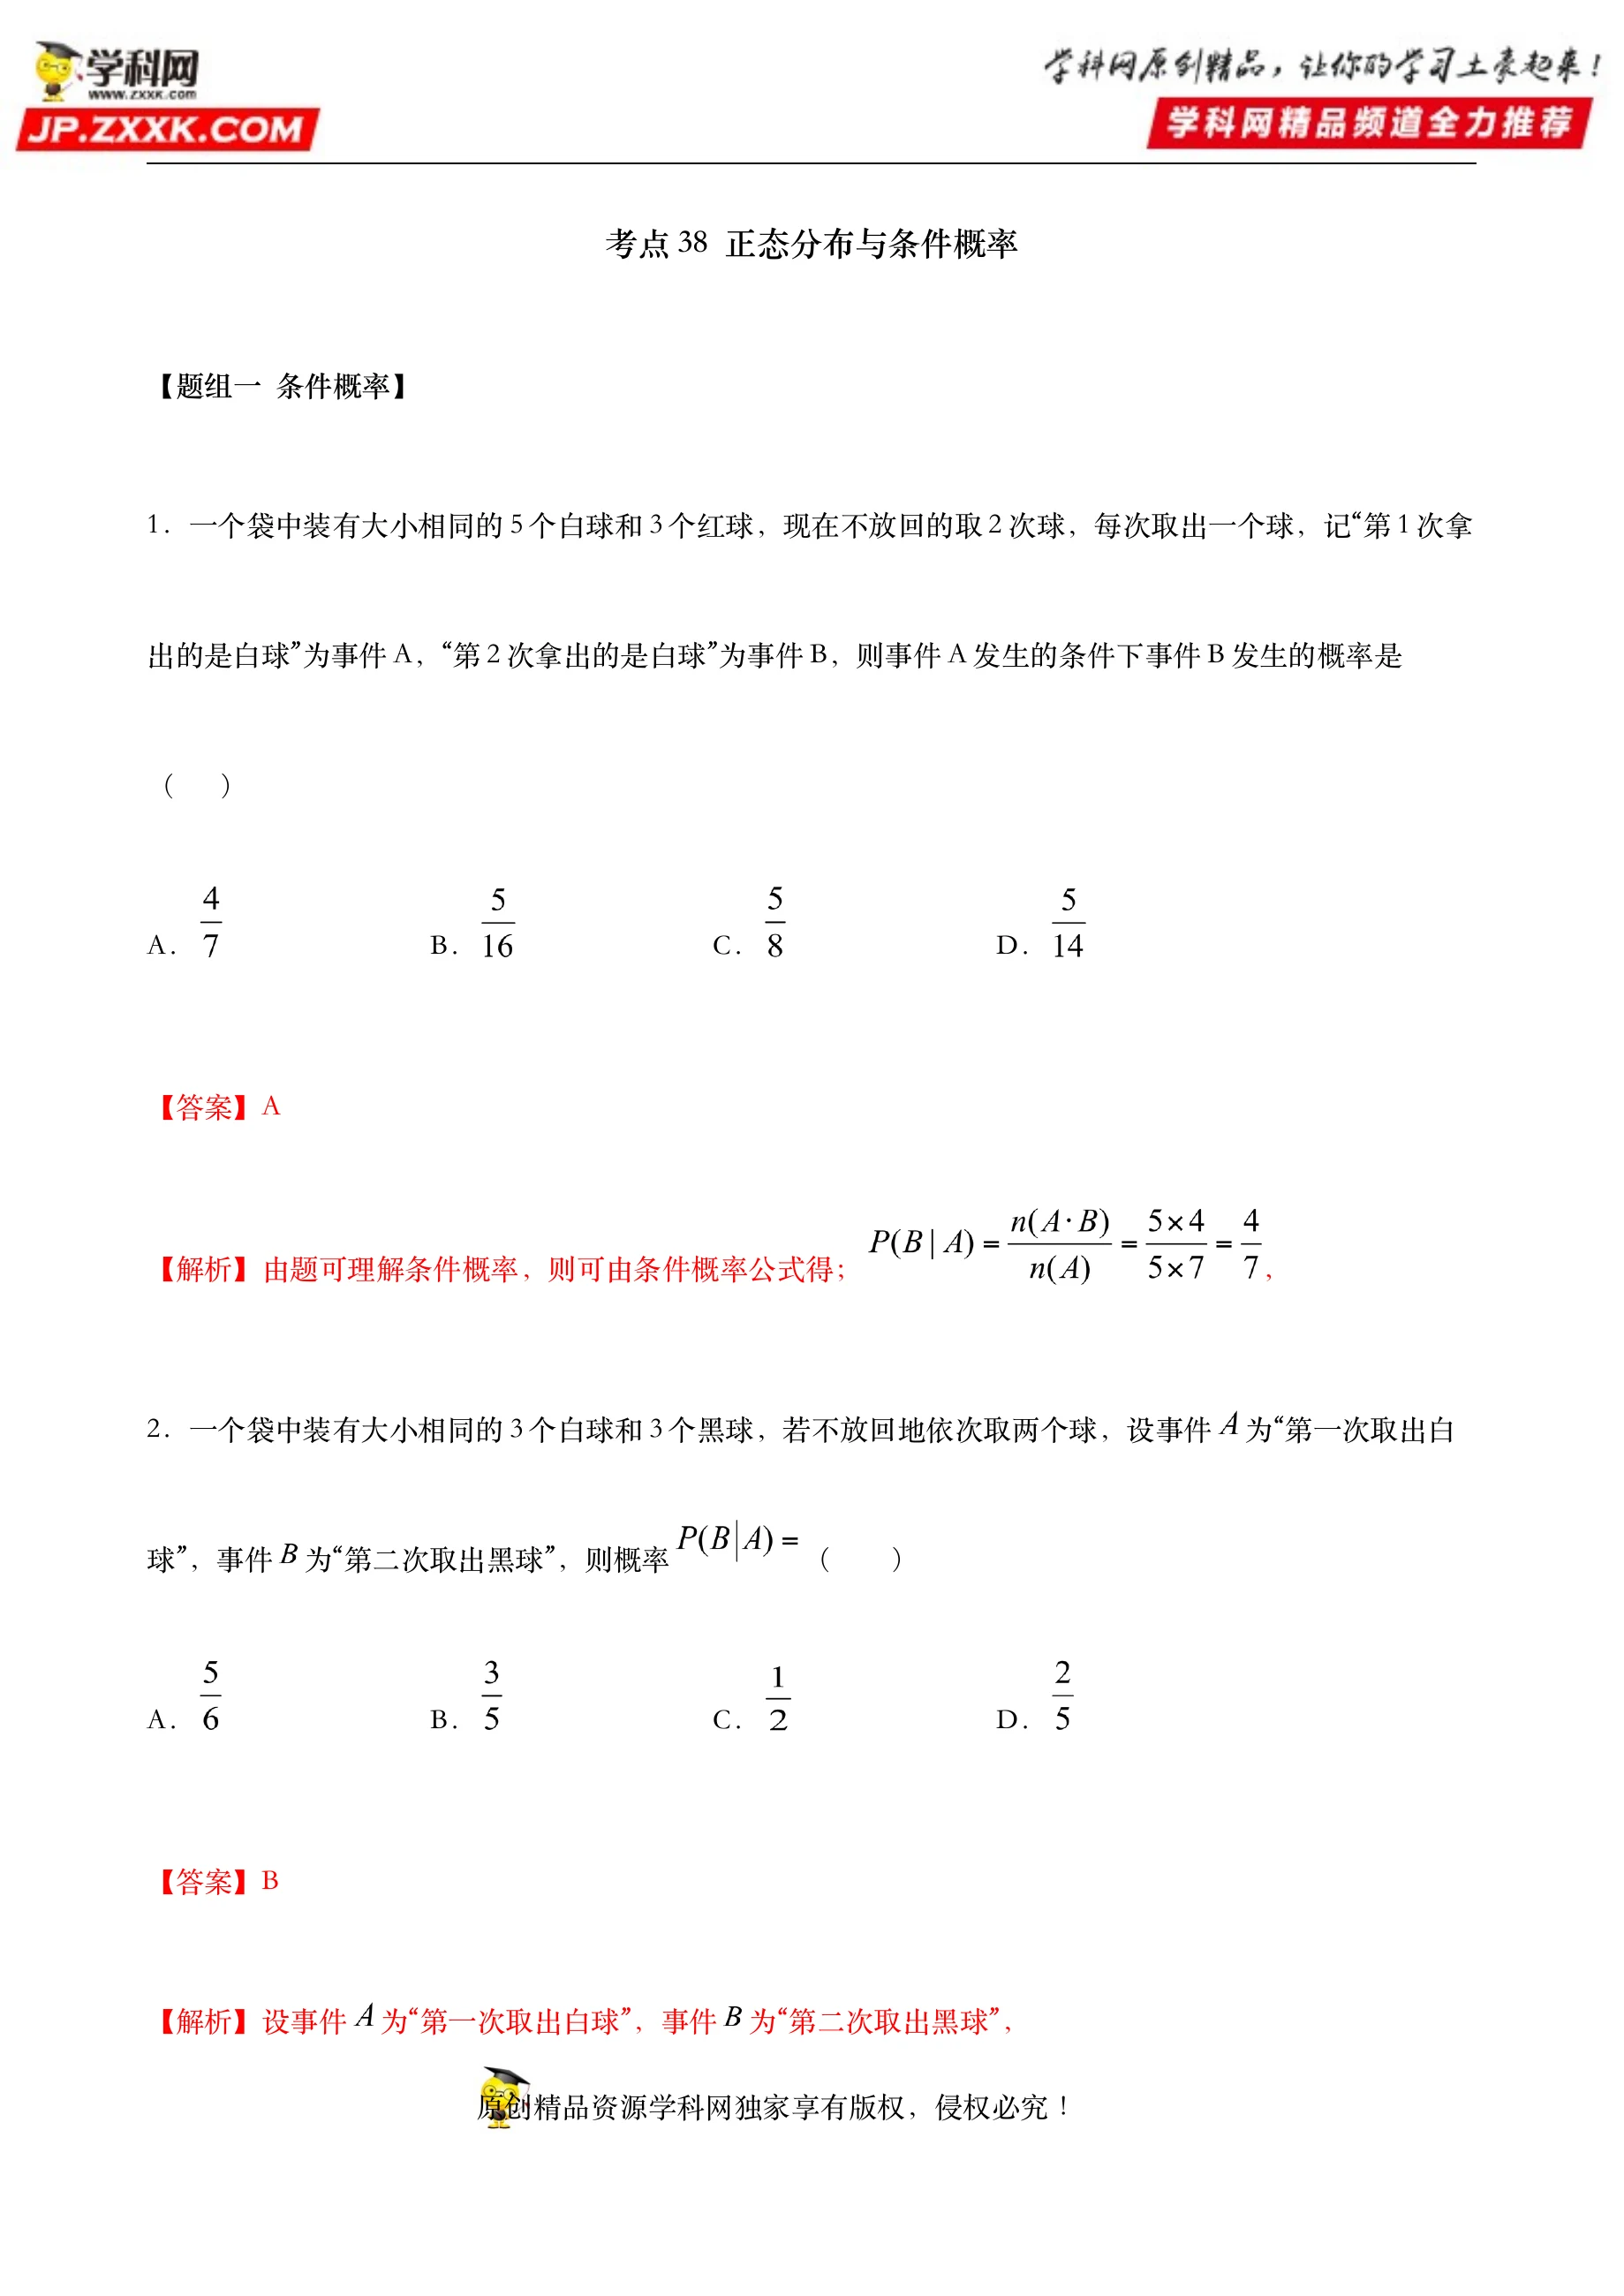 学科网
www.zxxk.com
JP.ZXXK.COM
学科网原创精品，让你的学习土豪起来！
学科网精品频道全力推荐
考点 38 正态分布与条件概率
【题组一 条件概率】
1．一个袋中装有大小相同的 5 个白球和 3 个红球，现在不放回的取 2 次球，每次取出一个球，记“第 1 次拿
出的是白球”为事件 A，“第 2 次拿出的是白球”为事件 B，则事件 A 发生的条件下事件 B 发生的概率是
（ ）
A．4/7 B．5/16 C．5/8 D．5/14
【答案】A
【解析】由题可理解条件概率，则可由条件概率公式得；P(B | A) = n(A·B)/n(A) = 5×4/5×7 = 4/7，
2．一个袋中装有大小相同的 3 个白球和 3 个黑球，若不放回地依次取两个球，设事件 A 为“第一次取出白
球”，事件 B 为“第二次取出黑球”，则概率 P(B|A) = （ ）
A．5/6 B．3/5 C．1/2 D．2/5
【答案】B
【解析】设事件 A 为“第一次取出白球”，事件 B 为“第二次取出黑球”，
原创精品资源学科网独家享有版权，侵权必究！